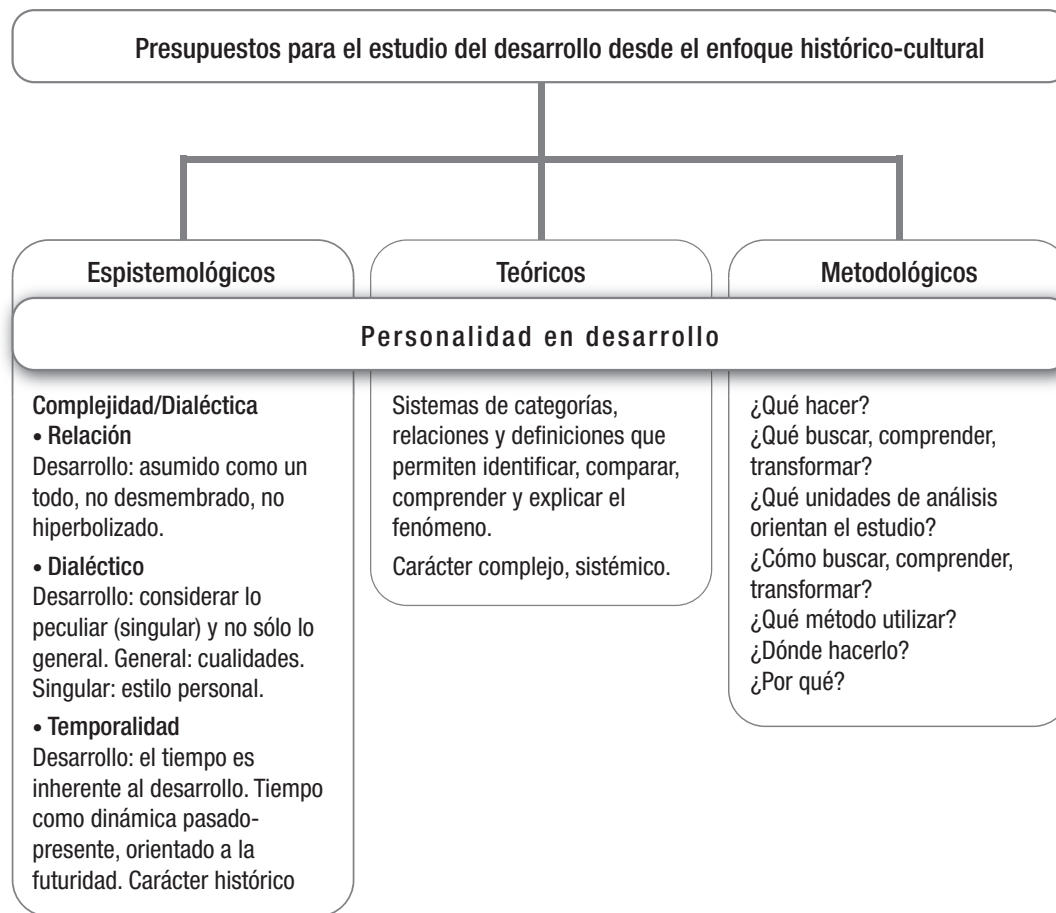 Presupuestos para el estudio del desarrollo desde el enfoque histórico-cultural
Espistemológicos
Teóricos
Metodológicos
Personalidad en desarrollo
Complejidad/Dialéctica
• Relación
Desarrollo: asumido como un
todo, no desmembrado, no
hiperbolizado.
• Dialéctico
Desarrollo: considerar lo
peculiar (singular) y no sólo lo
general. General: cualidades.
Singular: estilo personal.
• Temporalidad
Desarrollo: el tiempo es
inherente al desarrollo. Tiempo
como dinámica pasado-
presente, orientado a la
futuridad. Carácter histórico
Sistemas de categorías,
relaciones y definiciones que
permiten identificar, comparar,
comprender y explicar el
fenómeno.
Carácter complejo, sistémico.
¿Qué hacer?
¿Qué buscar, comprender,
transformar?
¿Qué unidades de análisis
orientan el estudio?
¿Cómo buscar, comprender,
transformar?
¿Qué método utilizar?
¿Dónde hacerlo?
¿Por qué?